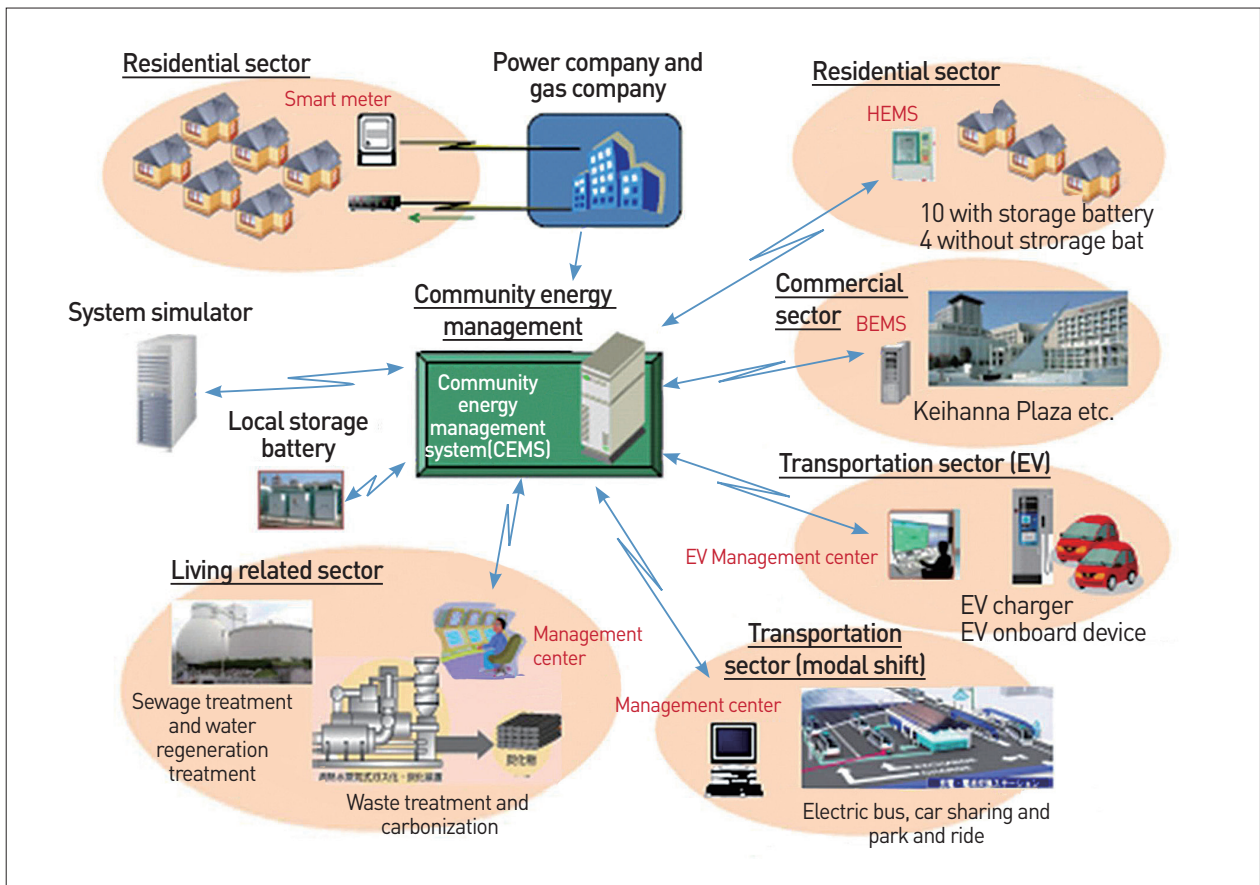 Residential sector
Smart meter
Power company and
gas company
Residential sector
HEMS
10 with storage battery
4 without strorage bat
System simulator
Community energy
management
Community
energy
management
system(CEMS)
Commercial
sector
BEMS
Keihanna Plaza etc.
Local storage
battery
Transportation sector (EV)
EV Management center
EV charger
EV onboard device
Living related sector
Management
center
Sewage treatment
and water
regeneration
treatment
炭化物
Waste treatment and
carbonization
Transportation
sector (modal shift)
Management center
Electric bus, car sharing and
park and ride